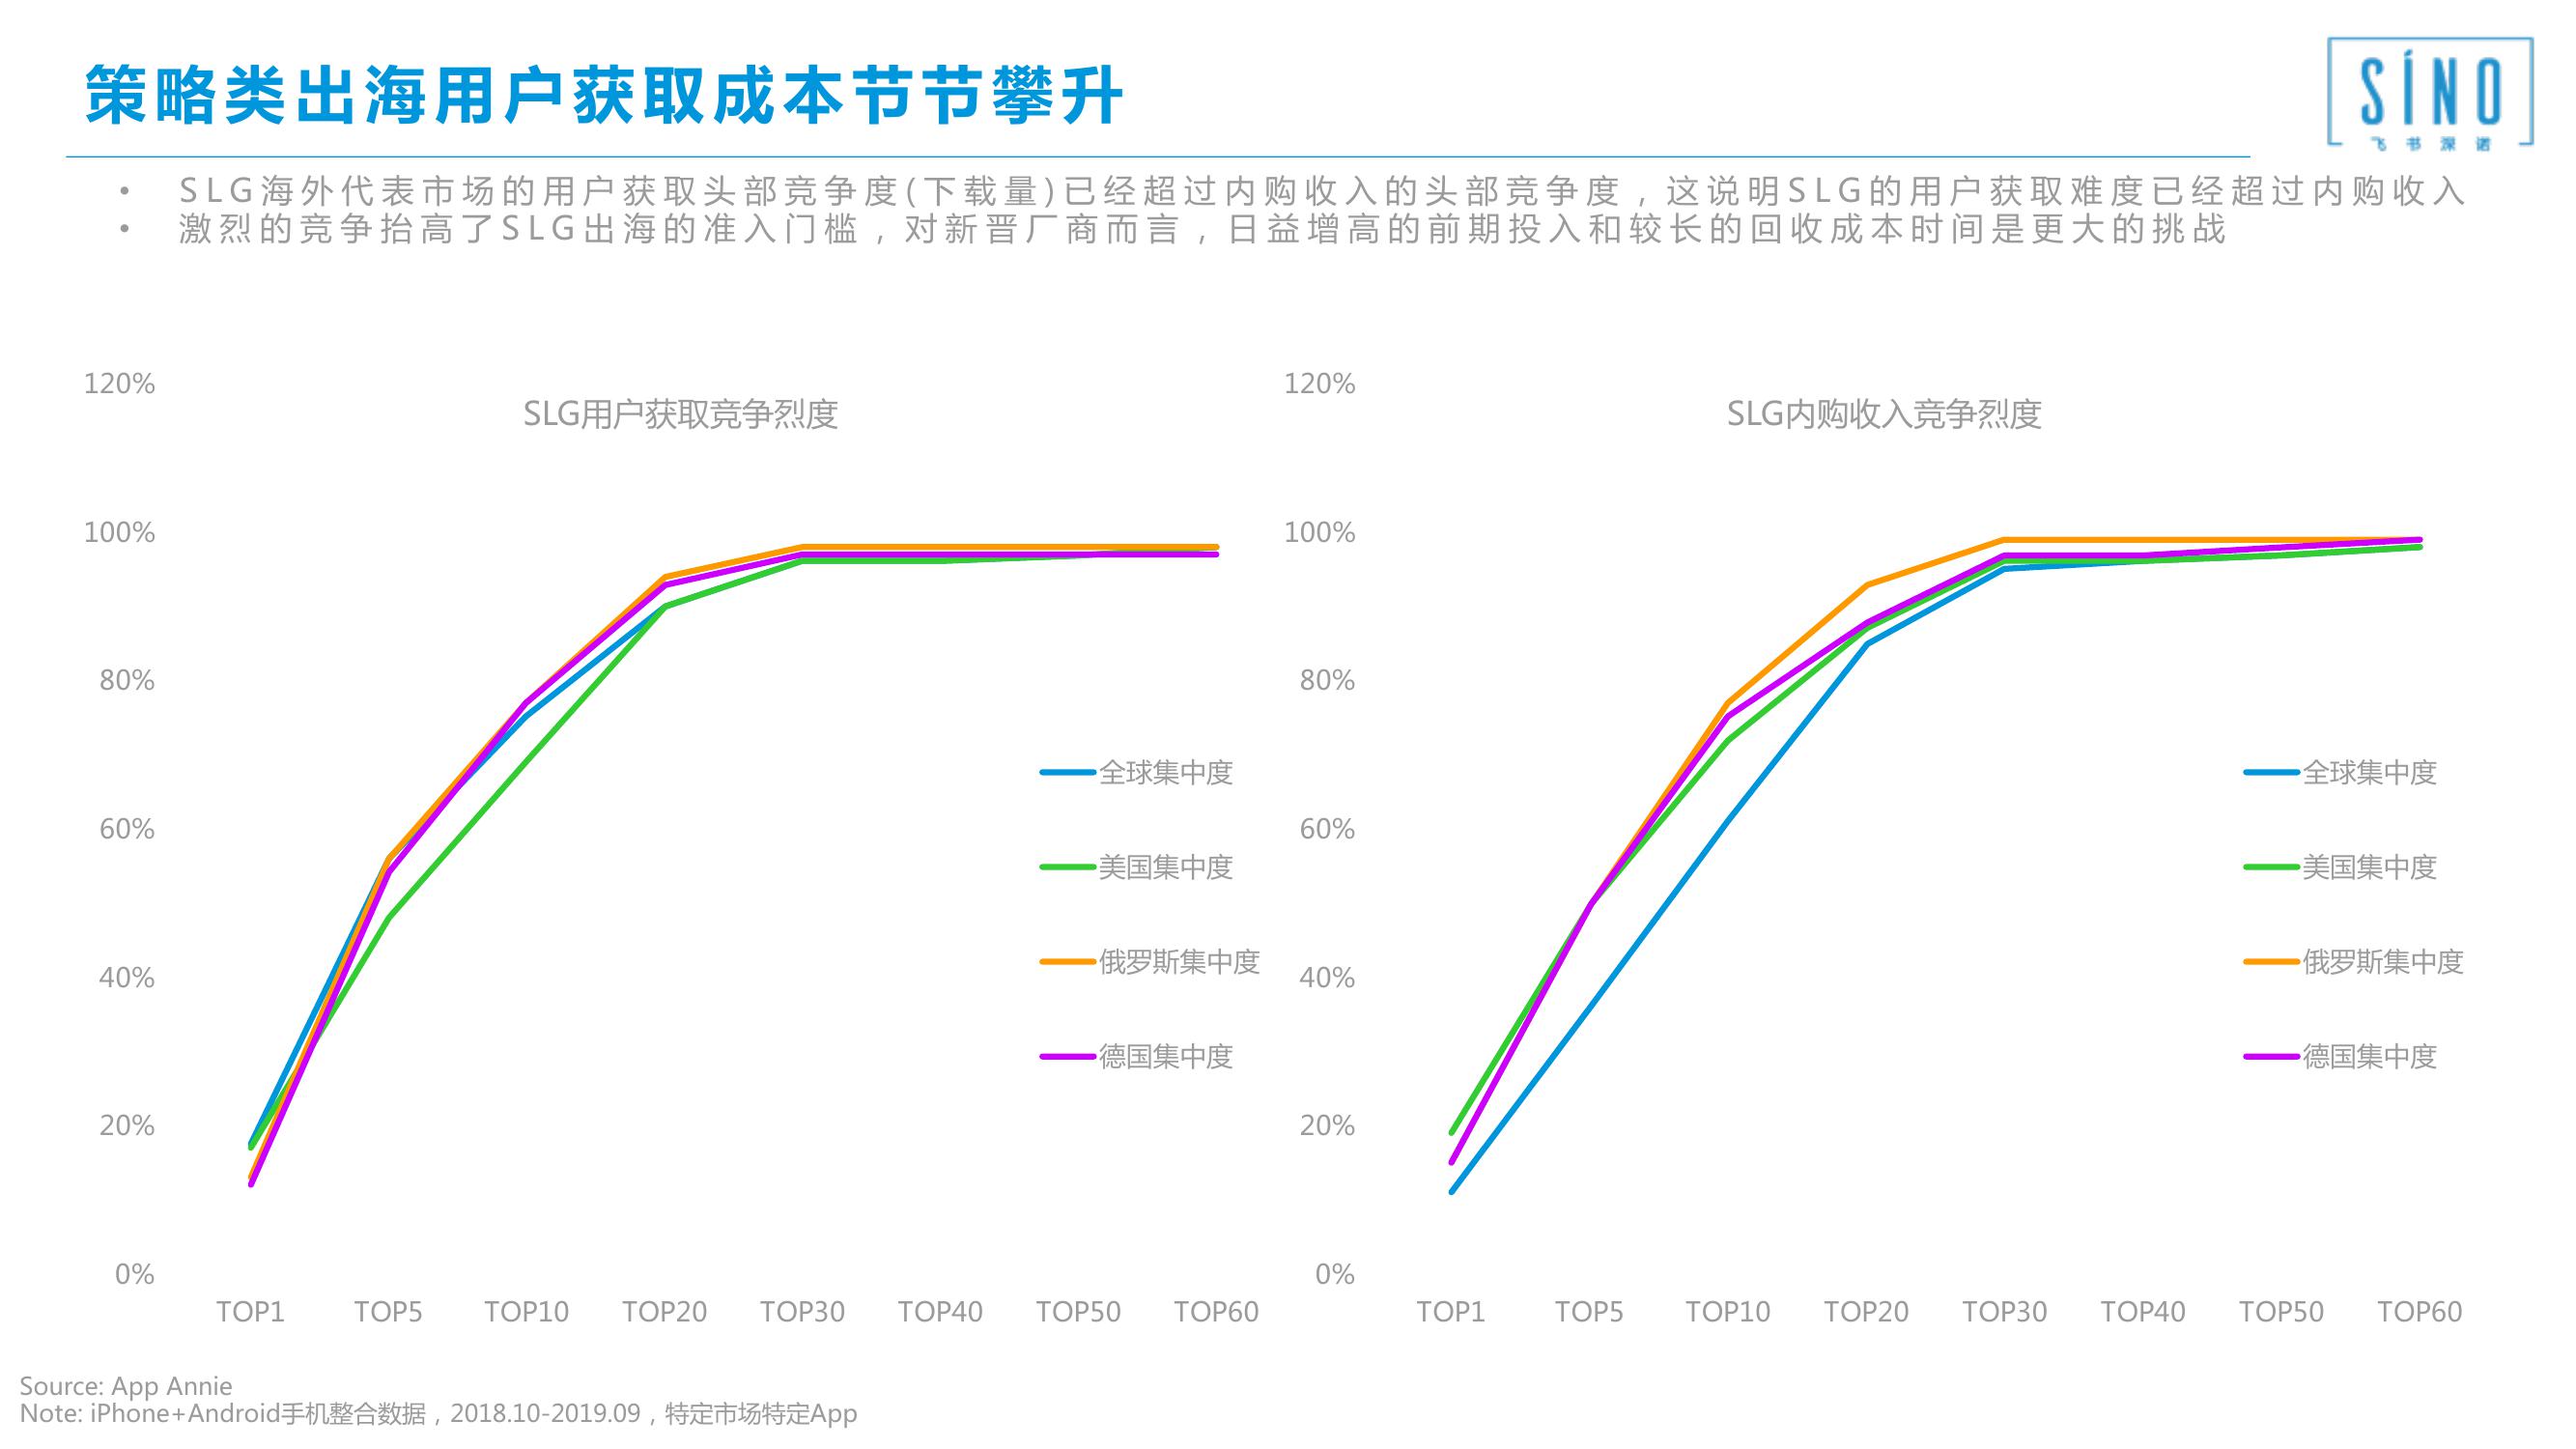 策略类出海用户获取成本节节攀升
SİNO
飞书深诺
• SLG海外代表市场的用户获取头部竞争度(下载量)已经超过内购收入的头部竞争度，这说明SLG的用户获取难度已经超过内购收入
• 激烈的竞争抬高了SLG出海的准入门槛，对新晋厂商而言，日益增高的前期投入和较长的回收成本时间是更大的挑战
SLG用户获取竞争烈度
120%
100%
80%
60%
40%
20%
0%
TOP1 TOP5 TOP10 TOP20 TOP30 TOP40 TOP50 TOP60
全球集中度
美国集中度
俄罗斯集中度
德国集中度
SLG内购收入竞争烈度
120%
100%
80%
60%
40%
20%
0%
TOP1 TOP5 TOP10 TOP20 TOP30 TOP40 TOP50 TOP60
全球集中度
美国集中度
俄罗斯集中度
德国集中度
Source: App Annie
Note: iPhone+Android手机整合数据，2018.10-2019.09，特定市场特定App